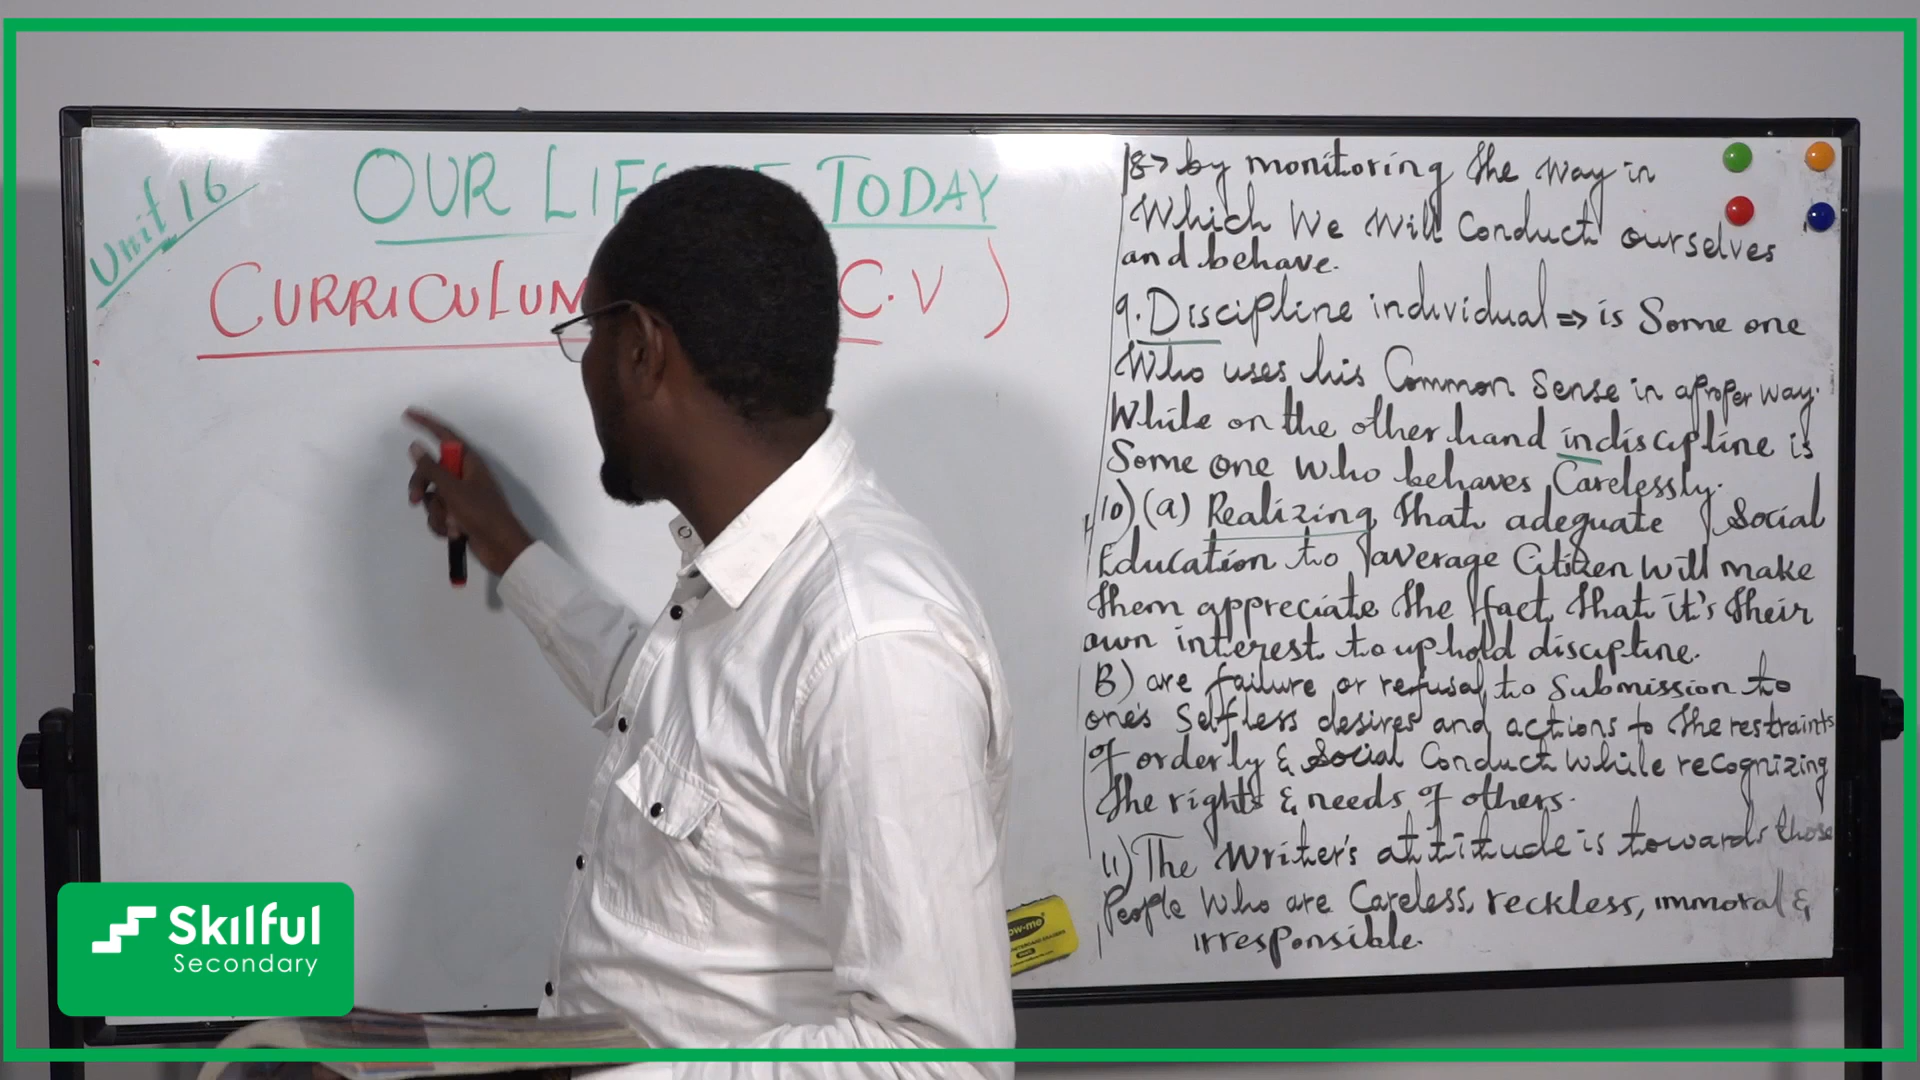 Unit 16
OUR LIFE TODAY
CURRICULUM C.V )
8> by monitoring the way in
Which We Will Conduct ourselves
and behave.
9. Discipline individual => is Some one
Who uses his Common Sense in a proper way.
While on the other hand indiscipline is
Some one who behaves Carelessly.
10) (a) Realizing that adequate Social
Education to average Citizen will make
them appreciate the fact that it's their
own interest to uphold discipline.
B) are failure or refusal to Submission to
one's Selfless desires and actions to the restraints
of orderly & Social Conduct While recognizing
the rights & needs of others.
11) The Writer's attitude is towards those
People Who are Careless, reckless, immoral &
irresponsible.
Skilful
Secondary